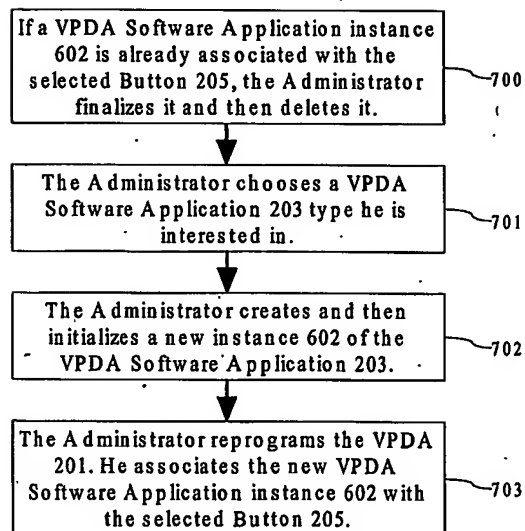 If a VPDA Software Application instance
602 is already associated with the
selected Button 205, the Administrator
finalizes it and then deletes it.
700
The Administrator chooses a VPDA
Software Application 203 type he is
interested in.
701
The Administrator creates and then
initializes a new instance 602 of the
VPDA Software Application 203.
702
The Administrator reprograms the VPDA
201. He associates the new VPDA
Software Application instance 602 with
the selected Button 205.
703